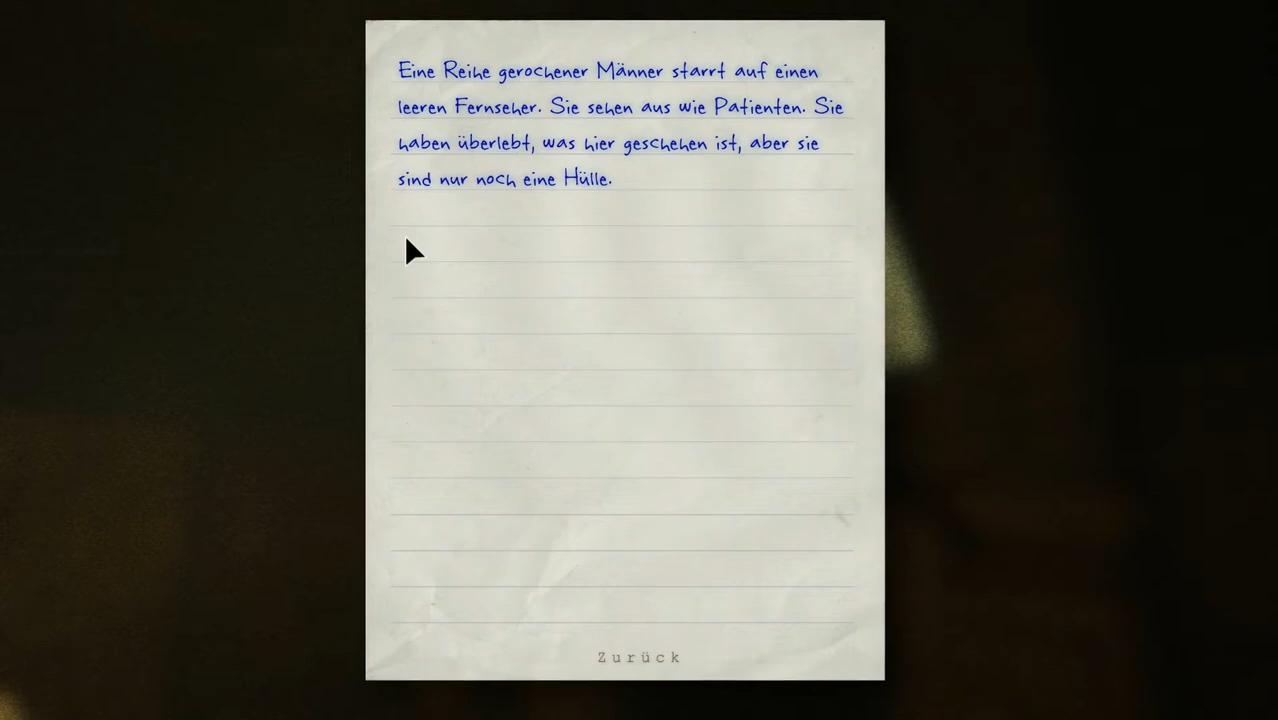 Eine Reihe gerochener Männer starrt auf einen
leeren Fernseher. Sie sehen aus wie Patienten. Sie
haben überlebt, was hier geschehen ist, aber sie
sind nur noch eine Hülle.
Zurück